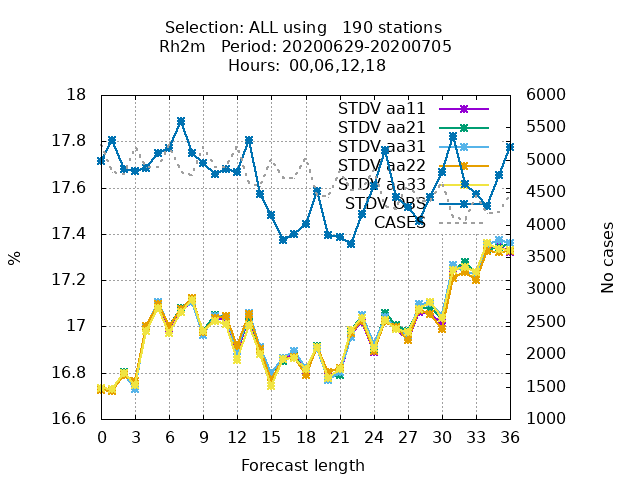 Selection: ALL using   190 stations
Rh2m   Period: 20200629-20200705
Hours:  00,06,12,18
18
17.8
17.6
17.4
17.2
17
16.8
16.6
%
6000
5500
5000
4500
4000
3500
3000
2500
2000
1500
1000
No cases
STDV aa11
STDV aa21
STDV aa31
STDV aa22
STDV aa33
STDV OBS
CASES
0 3 6 9 12 15 18 21 24 27 30 33 36
Forecast length